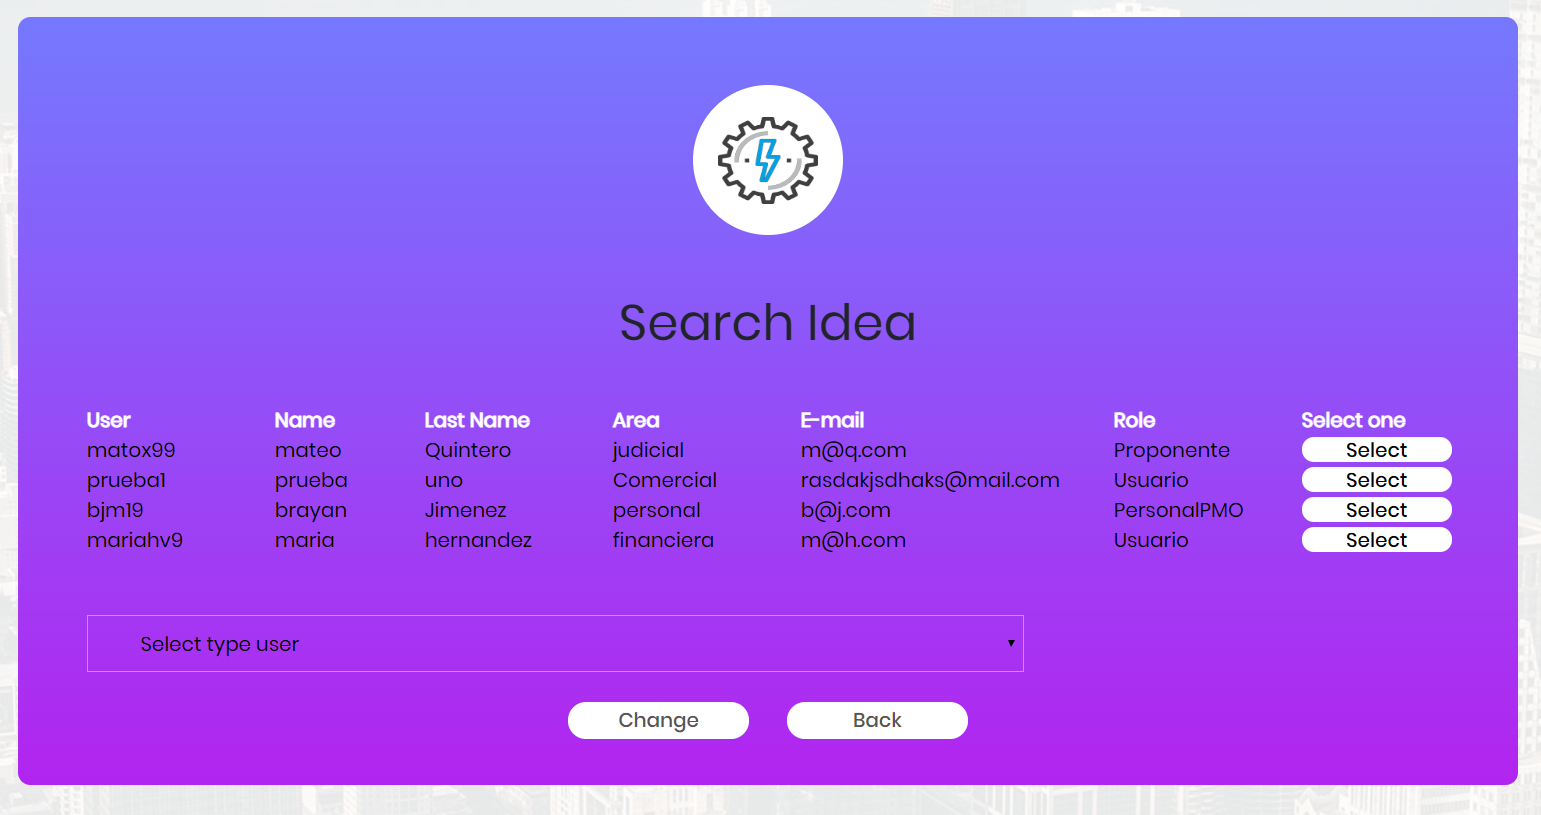 Search Idea
User Name Last Name Area E-mail Role Select one
matox99 mateo Quintero judicial m@q.com Proponente Select
prueba1 prueba uno Comercial rasdakjsdhaks@mail.com Usuario Select
bjm19 brayan Jimenez personal b@j.com PersonalPMO Select
mariahv9 maria hernandez financiera m@h.com Usuario Select
Select type user
Change Back